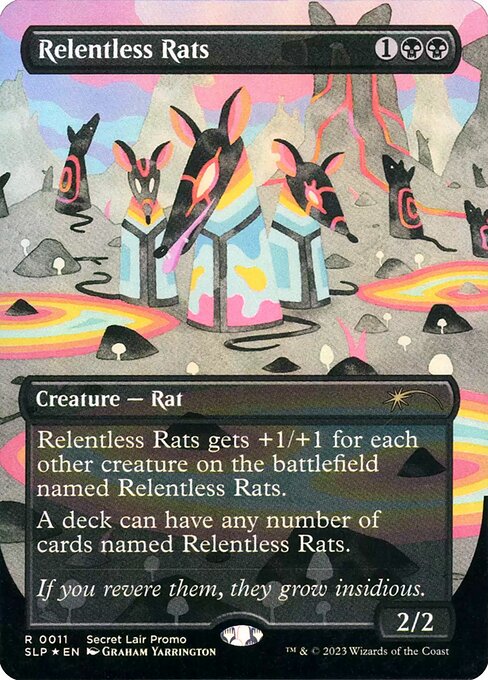 Relentless Rats 1
Creature — Rat
Relentless Rats gets +1/+1 for each
other creature on the battlefield
named Relentless Rats.
A deck can have any number of
cards named Relentless Rats.
If you revere them, they grow insidious.
2/2
R 0011 Secret Lair Promo
SLP ★ EN Graham Yarrington ™ & © 2023 Wizards of the Coast